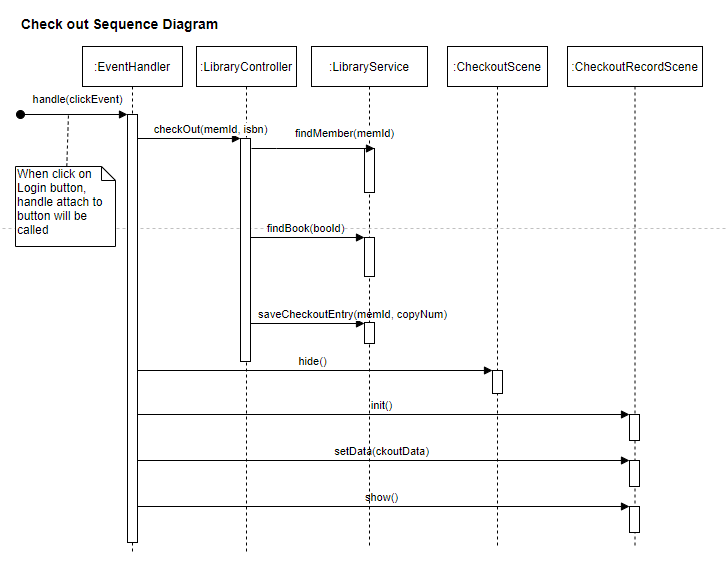 Check out Sequence Diagram
:EventHandler
:LibraryController
:LibraryService
:CheckoutScene
:CheckoutRecordScene
handle(clickEvent)
checkOut(memId, isbn)
findMember(memId)
When click on
Login button,
handle attach to
button will be
called
findBook(booId)
saveCheckoutEntry(memId, copyNum)
hide()
init()
setData(ckoutData)
show()